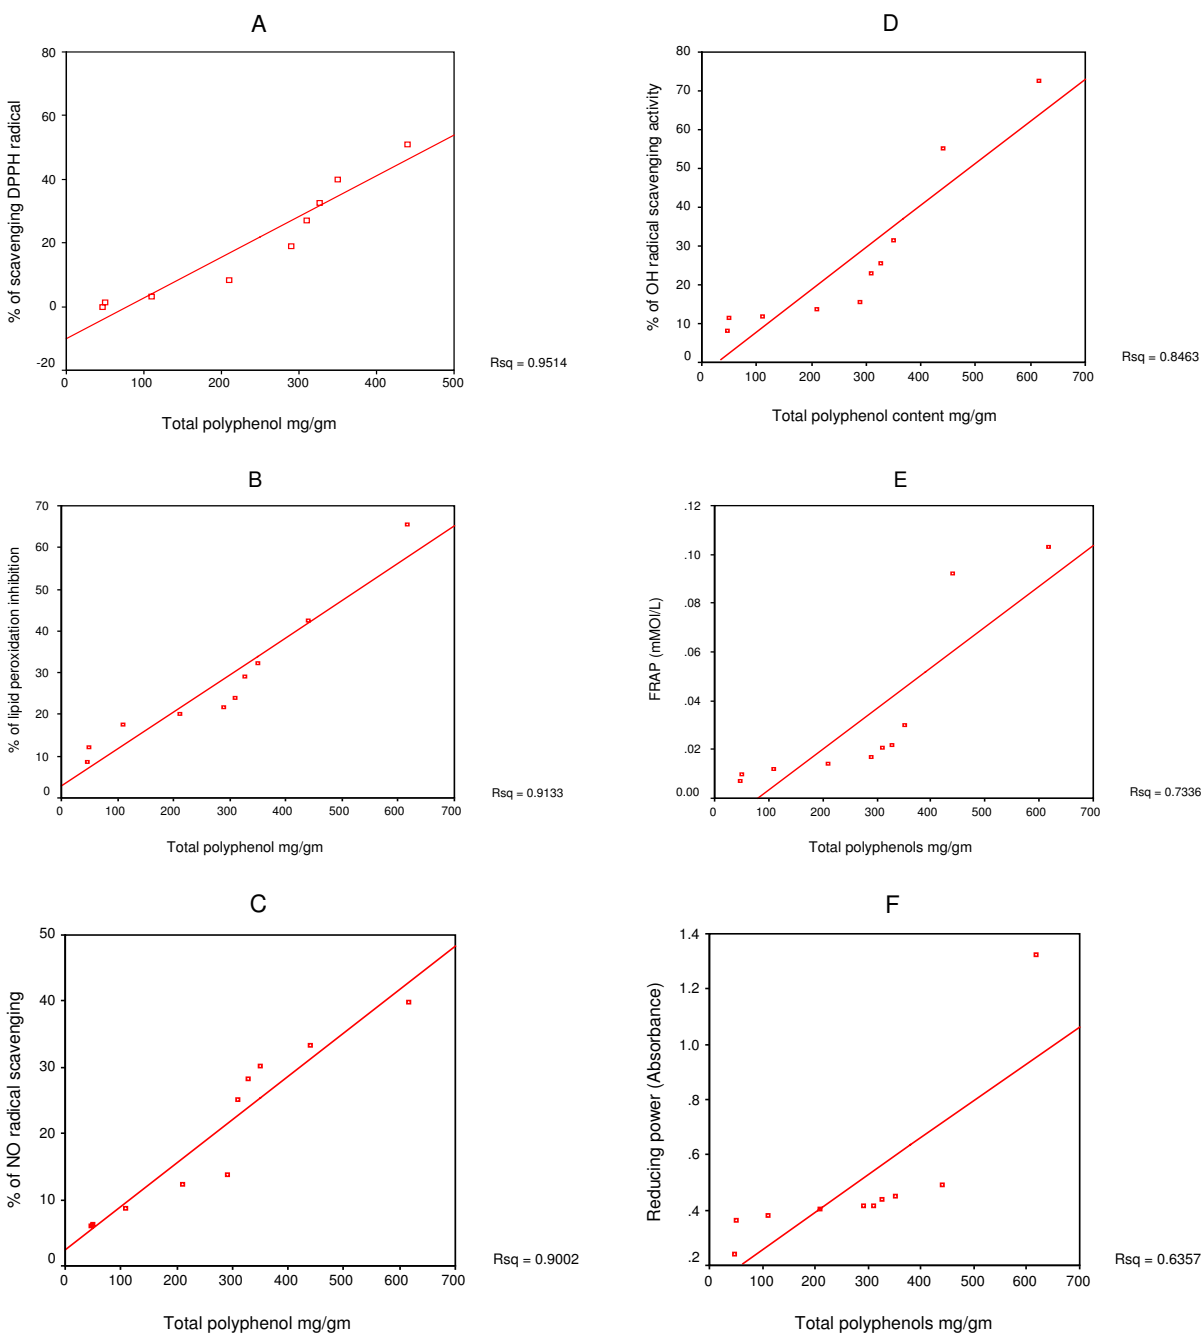 A
% of scavenging DPPH radical
80
60
40
20
0
-20
0 100 200 300 400 500
Total polyphenol mg/gm
Rsq = 0.9514
D
% of OH radical scavenging activity
80
70
60
50
40
30
20
10
0
0 100 200 300 400 500 600 700
Total polyphenol content mg/gm
Rsq = 0.8463
B
% of lipid peroxidation inhibition
70
60
50
40
30
20
10
0
0 100 200 300 400 500 600 700
Total polyphenol mg/gm
Rsq = 0.9133
E
FRAP (mMOl/L)
.12
.10
.08
.06
.04
.02
0.00
0 100 200 300 400 500 600 700
Total polyphenols mg/gm
Rsq = 0.7336
C
% of NO radical scavenging
50
40
30
20
10
0
0 100 200 300 400 500 600 700
Total polyphenol mg/gm
Rsq = 0.9002
F
Reducing power (Absorbance)
1.4
1.2
1.0
.8
.6
.4
.2
0 100 200 300 400 500 600 700
Total polyphenols mg/gm
Rsq = 0.6357